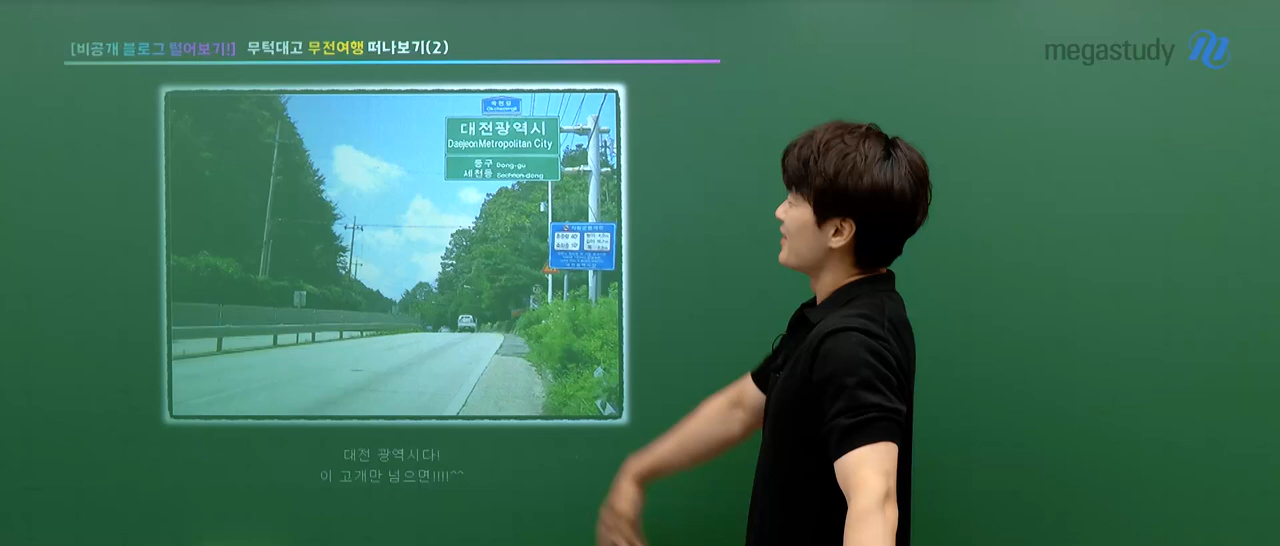 [비공개 블로그 털어보기!] 무턱대고 무전여행 떠나보기(2)
megastudy
대전광역시
Daejeon Metropolitan City
동구 Dong-gu
세천동 Secheon-dong
대전 광역시다!
이 고개만 넘으면!!!!^^